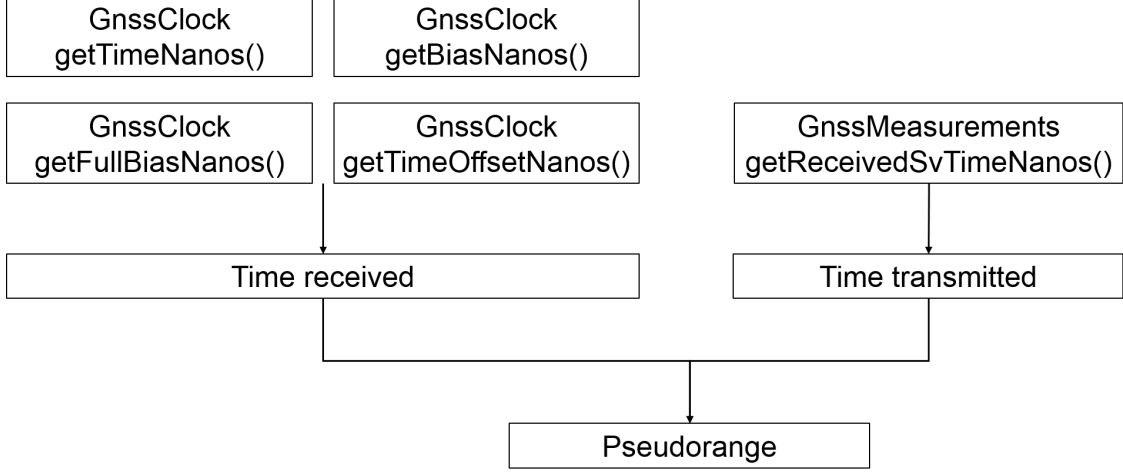 GnssClock
getTimeNanos()
GnssClock
getBiasNanos()
GnssClock
getFullBiasNanos()
GnssClock
getTimeOffsetNanos()
GnssMeasurements
getReceivedSvTimeNanos()
Time received
Time transmitted
Pseudorange